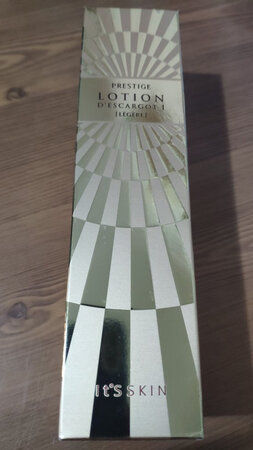 PRESTIGE
LOTION
D'ESCARGOT I
[LÉGÈRE]
It'S SKIN